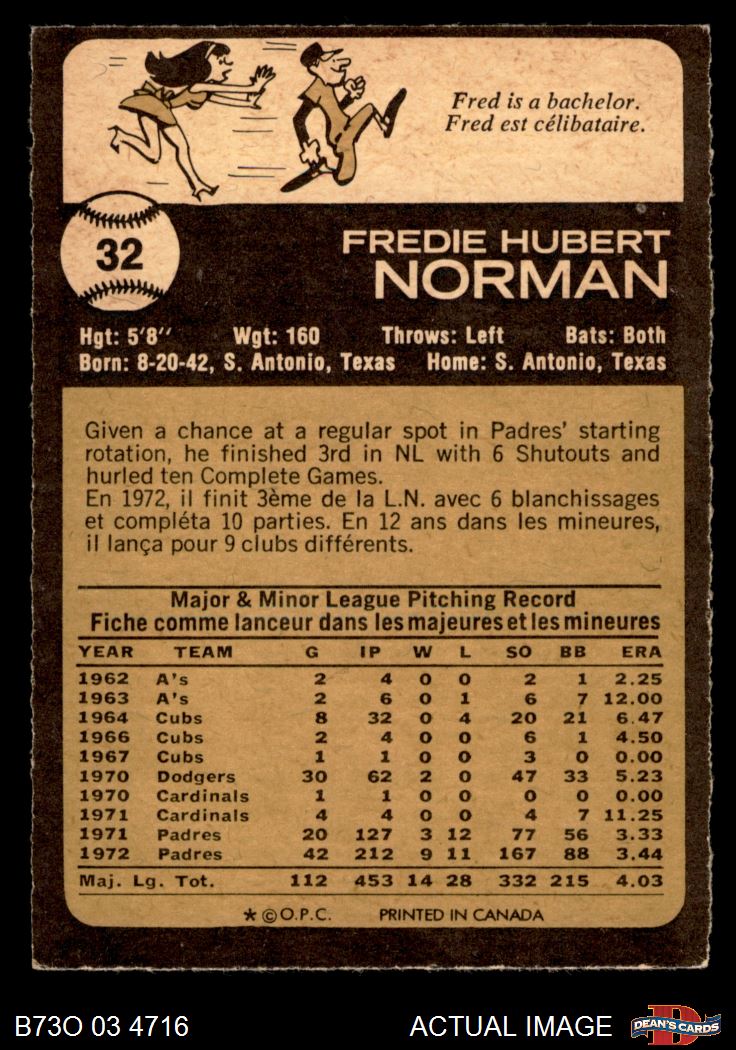 Fred is a bachelor.
Fred est célibataire.
32
FREDIE HUBERT
NORMAN
Hgt: 5'8" Wgt: 160 Throws: Left Bats: Both
Born: 8-20-42, S. Antonio, Texas Home: S. Antonio, Texas
Given a chance at a regular spot in Padres' starting
rotation, he finished 3rd in NL with 6 Shutouts and
hurled ten Complete Games.
En 1972, il finit 3ème de la L.N. avec 6 blanchissages
et compléta 10 parties. En 12 ans dans les mineures,
il lança pour 9 clubs différents.
Major & Minor League Pitching Record
Fiche comme lanceur dans les majeures et les mineures
YEAR TEAM G IP W L SO BB ERA
1962 A's 2 4 0 0 2 1 2.25
1963 A's 2 6 0 1 6 7 12.00
1964 Cubs 8 32 0 4 20 21 6.47
1966 Cubs 2 4 0 0 6 1 4.50
1967 Cubs 1 1 0 0 3 0 0.00
1970 Dodgers 30 62 2 0 47 33 5.23
1970 Cardinals 1 1 0 0 0 0 0.00
1971 Cardinals 4 4 0 0 4 7 11.25
1971 Padres 20 127 3 12 77 56 3.33
1972 Padres 42 212 9 11 167 88 3.44
Maj. Lg. Tot. 112 453 14 28 332 215 4.03
* © O.P.C. PRINTED IN CANADA
B73O 03 4716 ACTUAL IMAGE D DEAN'S CARDS